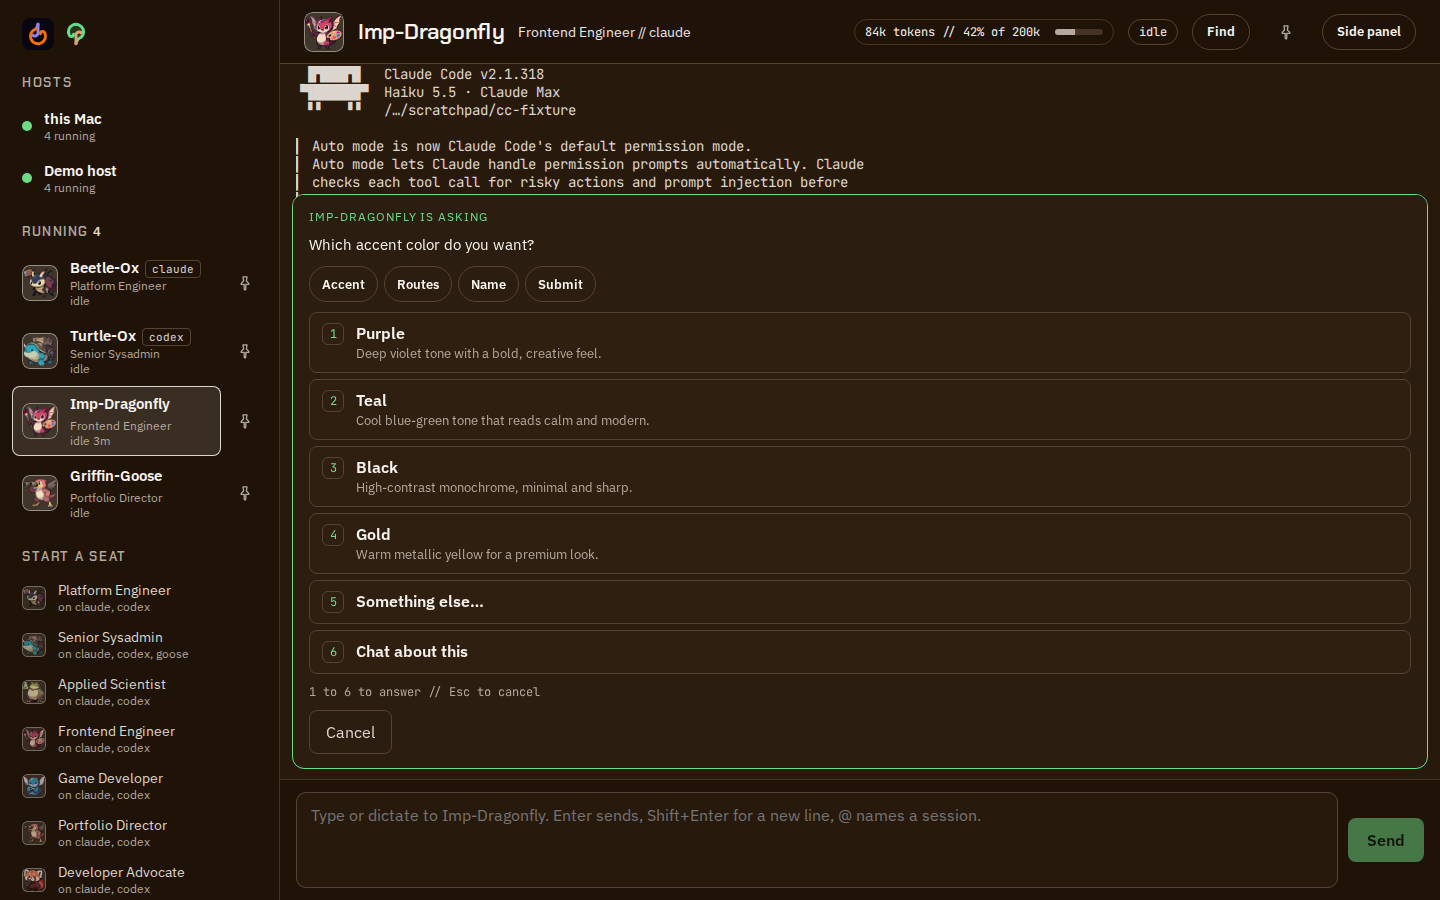 HOSTS
this Mac
4 running
Demo host
4 running
RUNNING 4
Beetle-Ox claude
Platform Engineer
idle
Turtle-Ox codex
Senior Sysadmin
idle
Imp-Dragonfly
Frontend Engineer
idle 3m
Griffin-Goose
Portfolio Director
idle
START A SEAT
Platform Engineer
on claude, codex
Senior Sysadmin
on claude, codex, goose
Applied Scientist
on claude, codex
Frontend Engineer
on claude, codex
Game Developer
on claude, codex
Portfolio Director
on claude, codex
Developer Advocate
on claude, codex
Imp-Dragonfly Frontend Engineer // claude 84k tokens // 42% of 200k idle Find Side panel
Claude Code v2.1.318
Haiku 5.5 · Claude Max
/…/scratchpad/cc-fixture
Auto mode is now Claude Code's default permission mode.
Auto mode lets Claude handle permission prompts automatically. Claude
checks each tool call for risky actions and prompt injection before
IMP-DRAGONFLY IS ASKING
Which accent color do you want?
Accent Routes Name Submit
1 Purple
Deep violet tone with a bold, creative feel.
2 Teal
Cool blue-green tone that reads calm and modern.
3 Black
High-contrast monochrome, minimal and sharp.
4 Gold
Warm metallic yellow for a premium look.
5 Something else…
6 Chat about this
1 to 6 to answer // Esc to cancel
Cancel
Type or dictate to Imp-Dragonfly. Enter sends, Shift+Enter for a new line, @ names a session.
Send